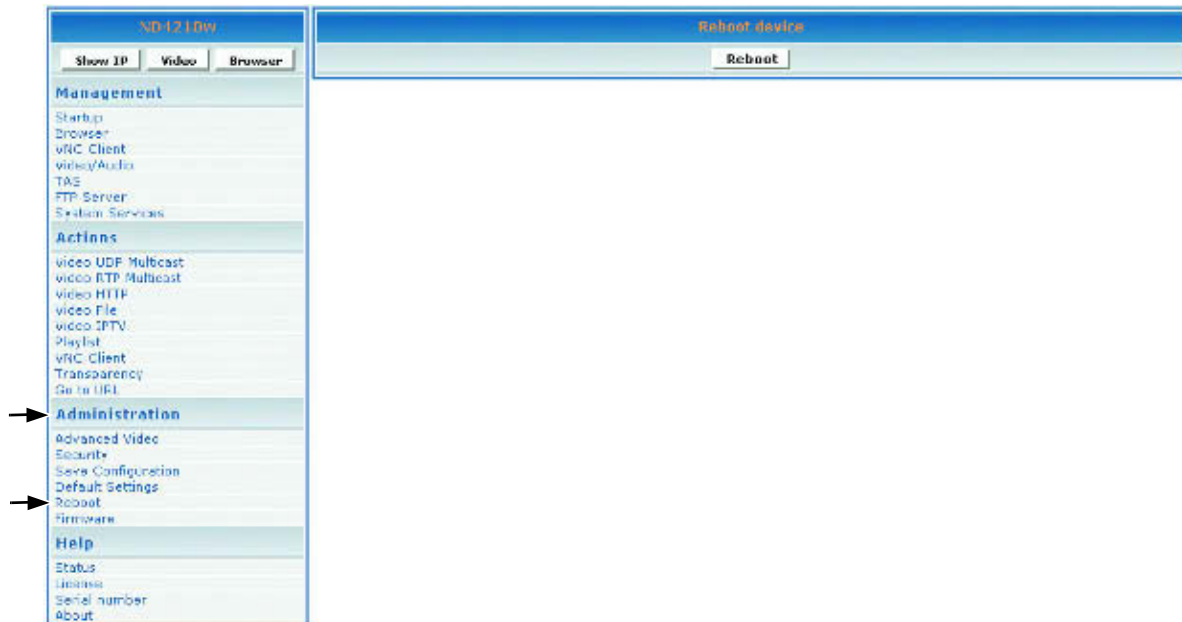 ND4210w
Show IP Video Browser
Management
Startup
Browser
VNC Client
Video/Audio
TAS
FTP Server
System Services
Actions
Video UDP Multicast
Video RTP Multicast
Video HTTP
Video File
Video IPTV
Playlist
VNC Client
Transparency
Go to URL
Administration
Advanced Video
Security
Save Configuration
Default Settings
Reboot
Firmware
Help
Status
License
Serial number
About
Reboot device
Reboot